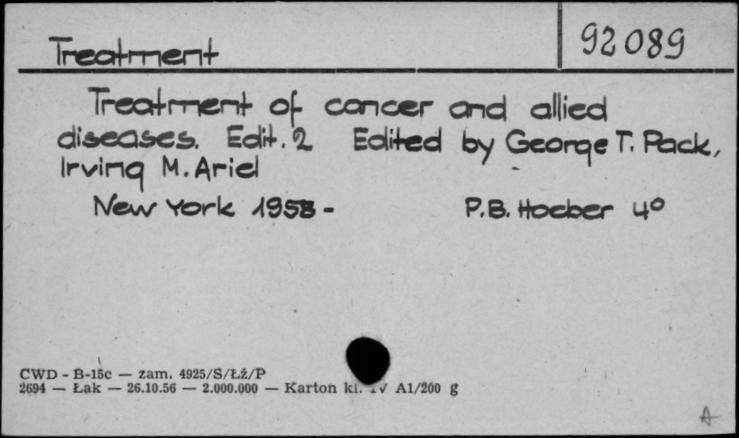 Treatment
92089
Treatment of cancer and allied
diseases. Edit. 2 Edited by George T. Pack,
Irving M. Ariel
New York 1958 - P.B. Hoeber 4°
CWD - B-15c — zam. 4925/S/Łż/P
2694 — Łak — 26.10.56 — 2.000.000 — Karton kl. IV A1/200 g
A